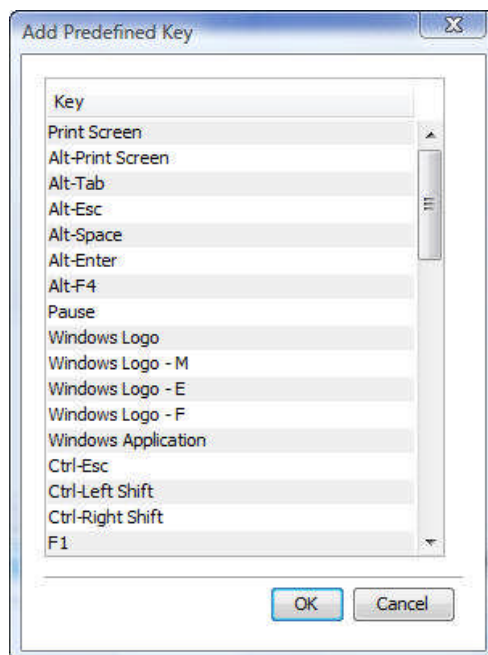 Add Predefined Key
Key
Print Screen
Alt-Print Screen
Alt-Tab
Alt-Esc
Alt-Space
Alt-Enter
Alt-F4
Pause
Windows Logo
Windows Logo - M
Windows Logo - E
Windows Logo - F
Windows Application
Ctrl-Esc
Ctrl-Left Shift
Ctrl-Right Shift
F1
OK Cancel